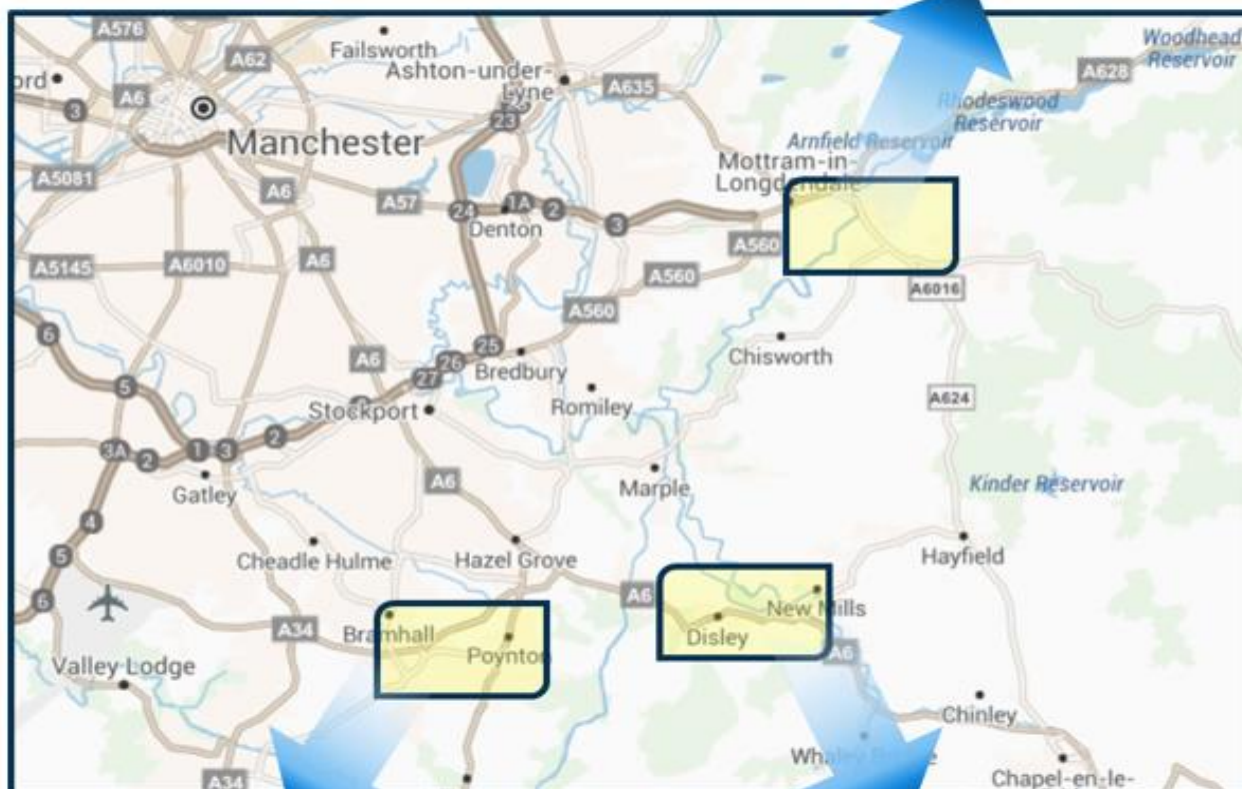 A576
A62
Failsworth
Ashton-under-
Lyne
A635
A628
Woodhead
Reservoir
ord
3
A6
23
Rhodeswood
Reservoir
Manchester
Arnfield Reservoir
Mottram-in-
Longdendale
A5081
A6
A57
24
1A
2
Denton
3
A560
A5145
A6010
A6
A560
A6016
A560
6
A6
25
26
27
Bredbury
Chisworth
5
Stockport
Romiley
A624
3A
2
1
3
2
Gatley
A6
Marple
Kinder Reservoir
4
5
Cheadle Hulme
Hazel Grove
Hayfield
6
A34
Bramhall
Poynton
A6
Disley
New Mills
A6
Valley Lodge
Chinley
A34
Chapel-en-le-